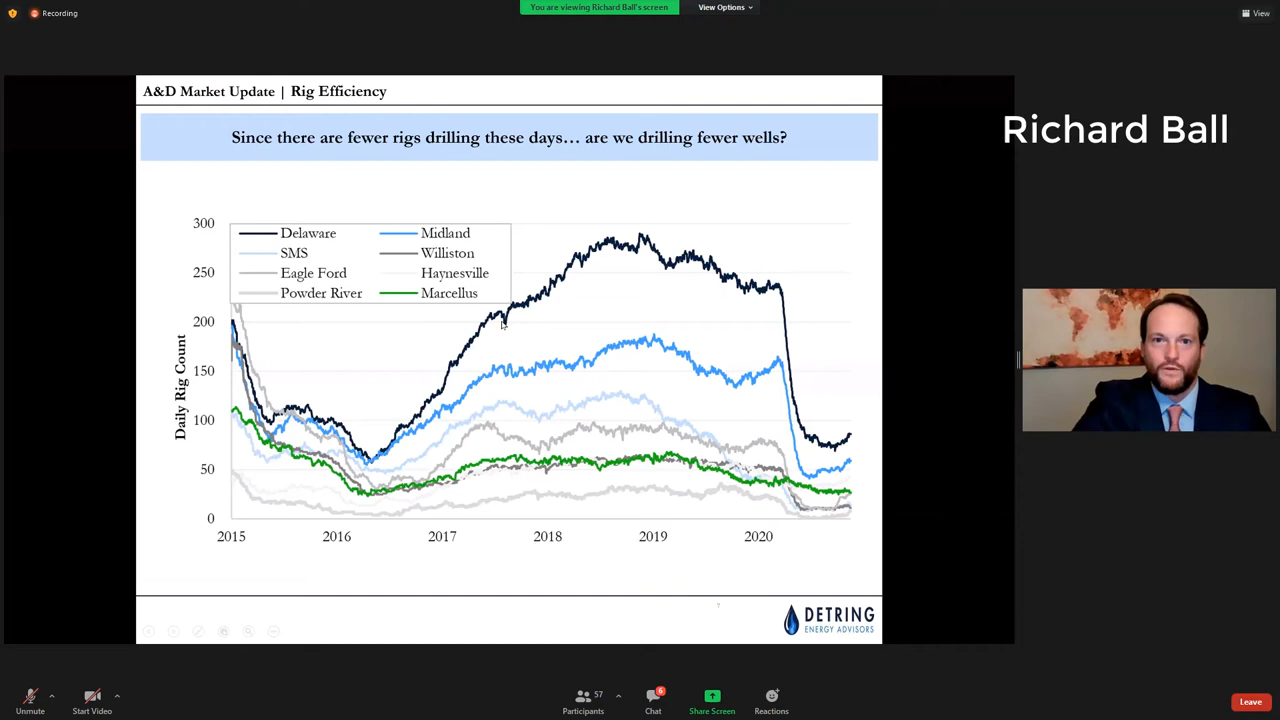 Recording
You are viewing Richard Ball's screen
View Options
View
A&D Market Update | Rig Efficiency
Since there are fewer rigs drilling these days… are we drilling fewer wells?
Richard Ball
Daily Rig Count
300
250
200
150
100
50
0
Delaware
Midland
SMS
Williston
Eagle Ford
Haynesville
Powder River
Marcellus
2015
2016
2017
2018
2019
2020
7
DETRING
ENERGY ADVISORS
Unmute
Start Video
57
Participants
6
Chat
Share Screen
Reactions
Leave